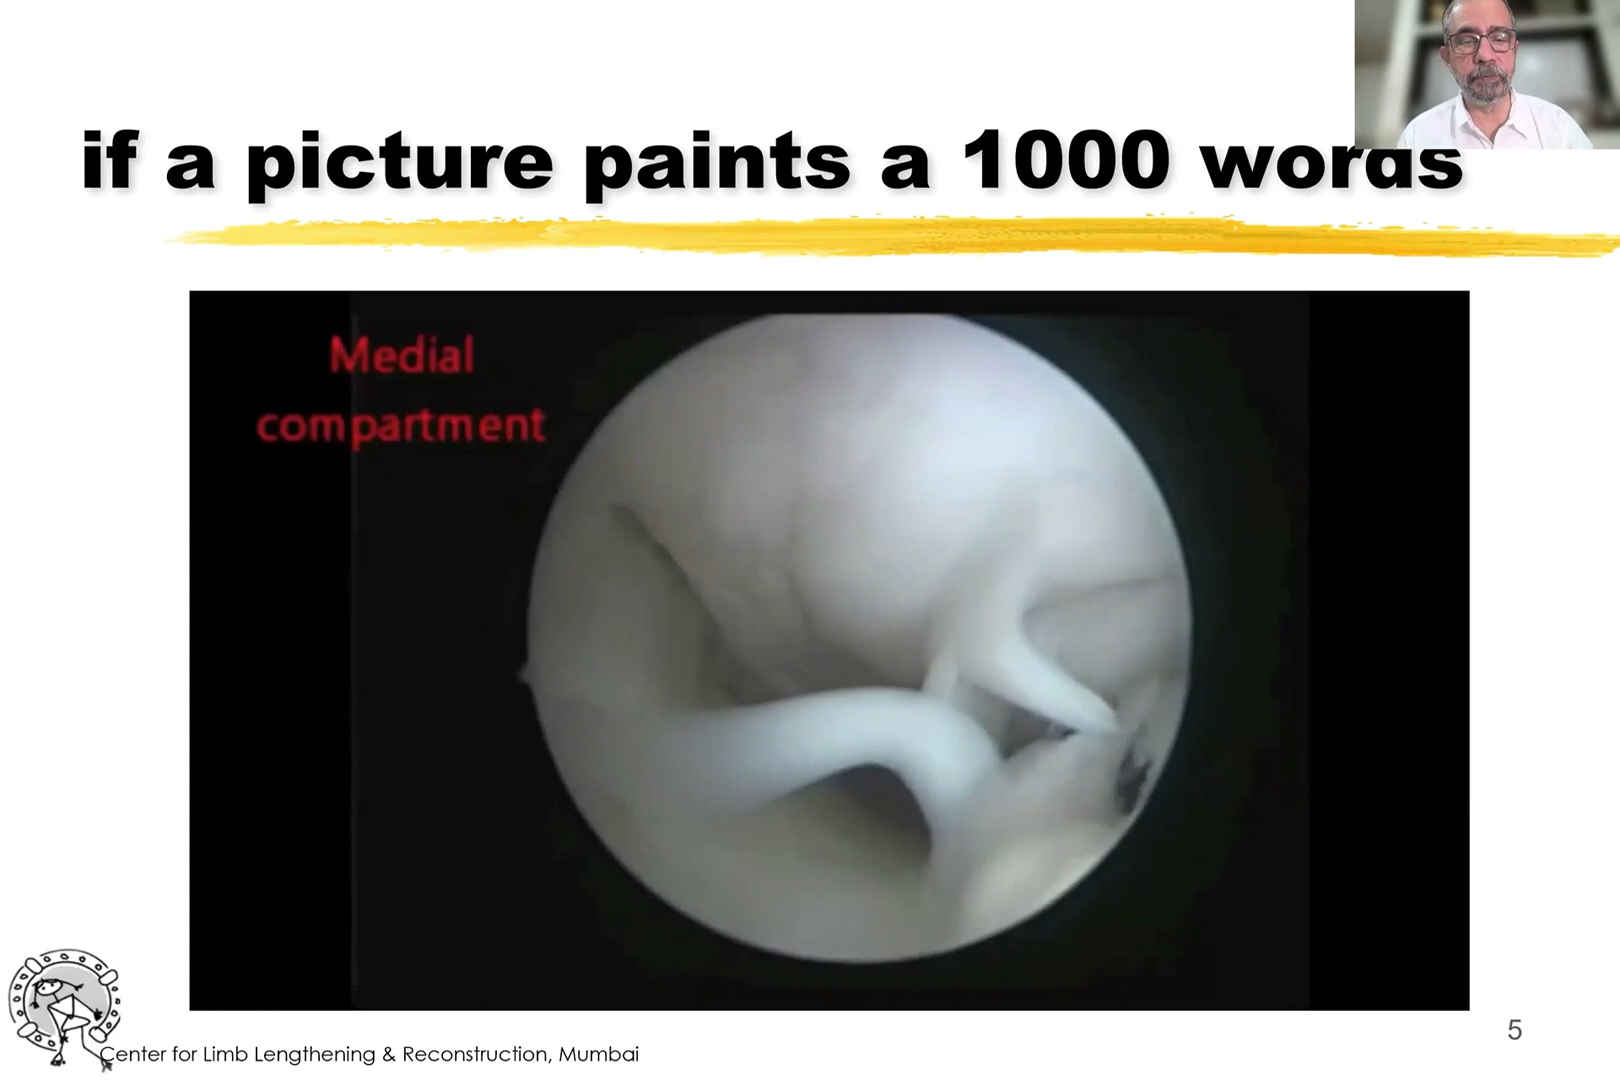 if a picture paints a 1000 words
Medial
compartment
5
Center for Limb Lengthening & Reconstruction, Mumbai